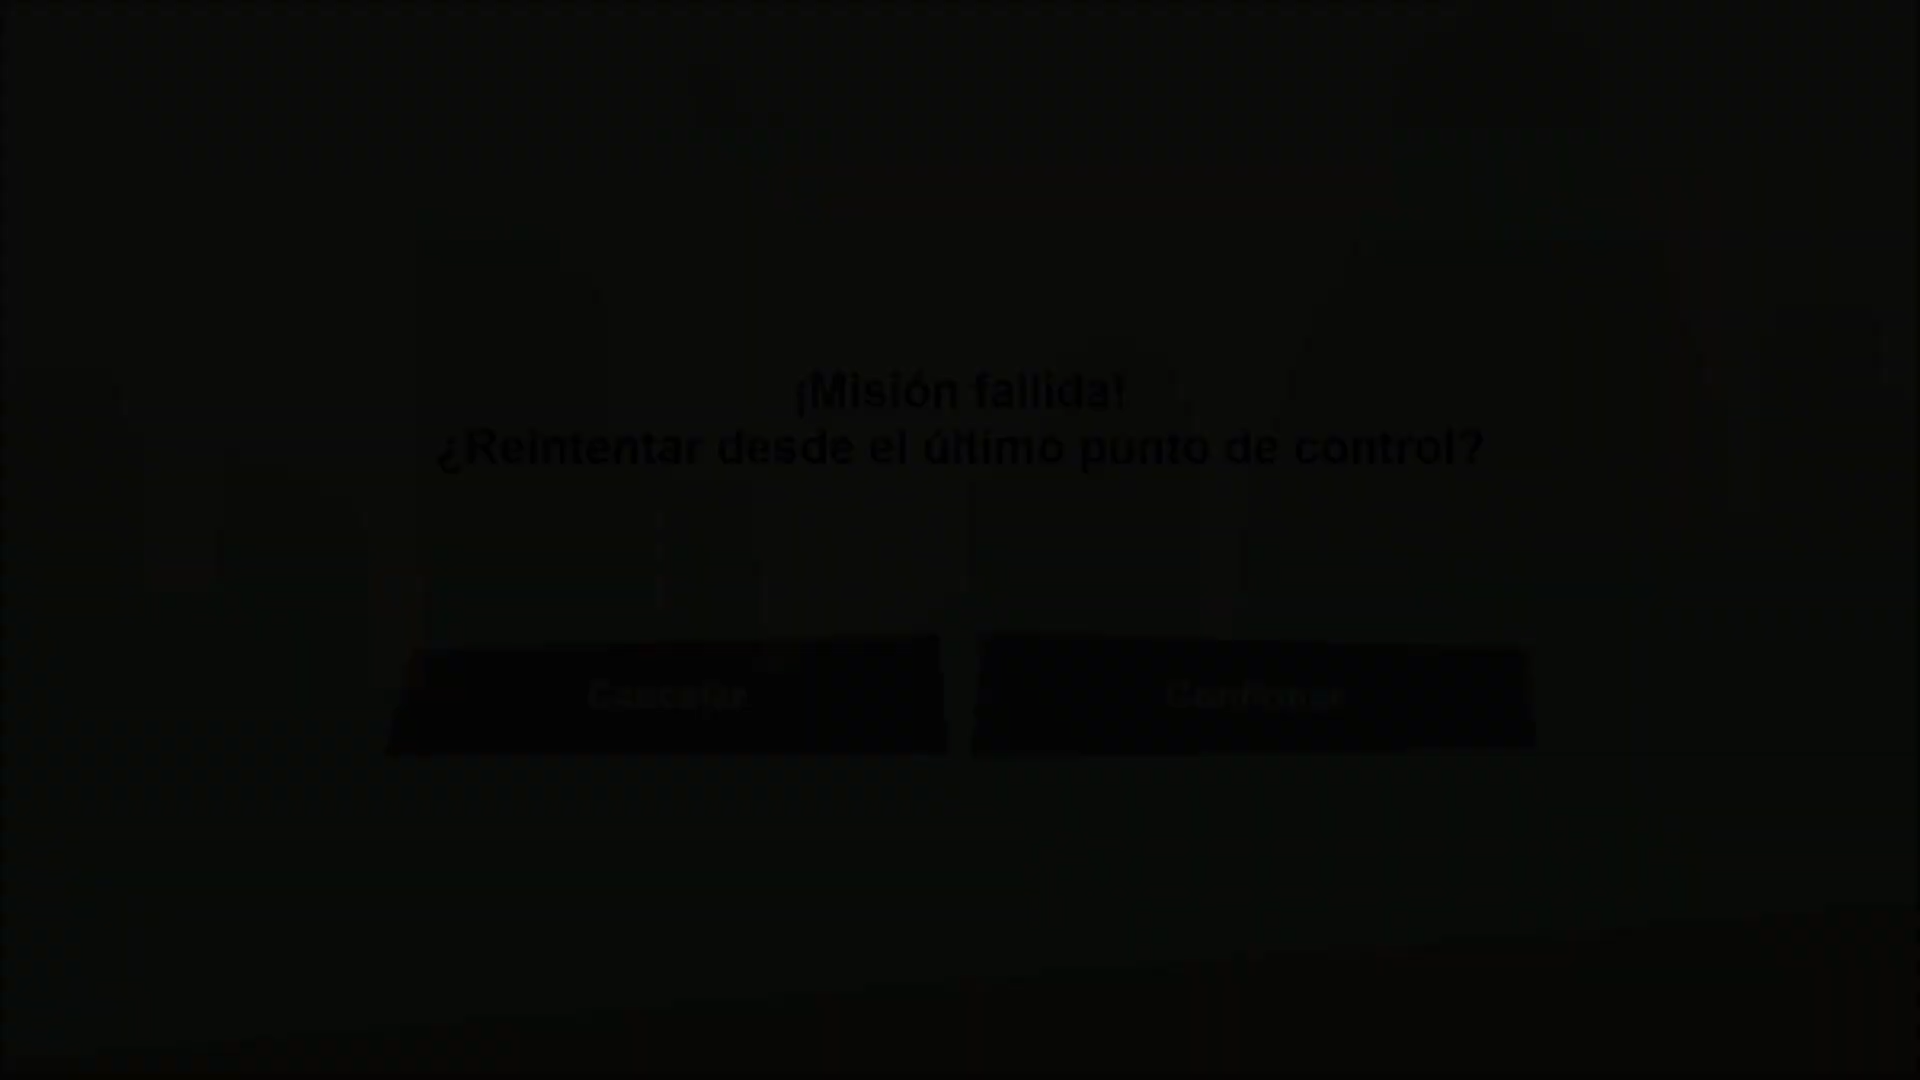 ¡Misión fallida!
¿Reintentar desde el último punto de control?
Cancelar
Confirmar